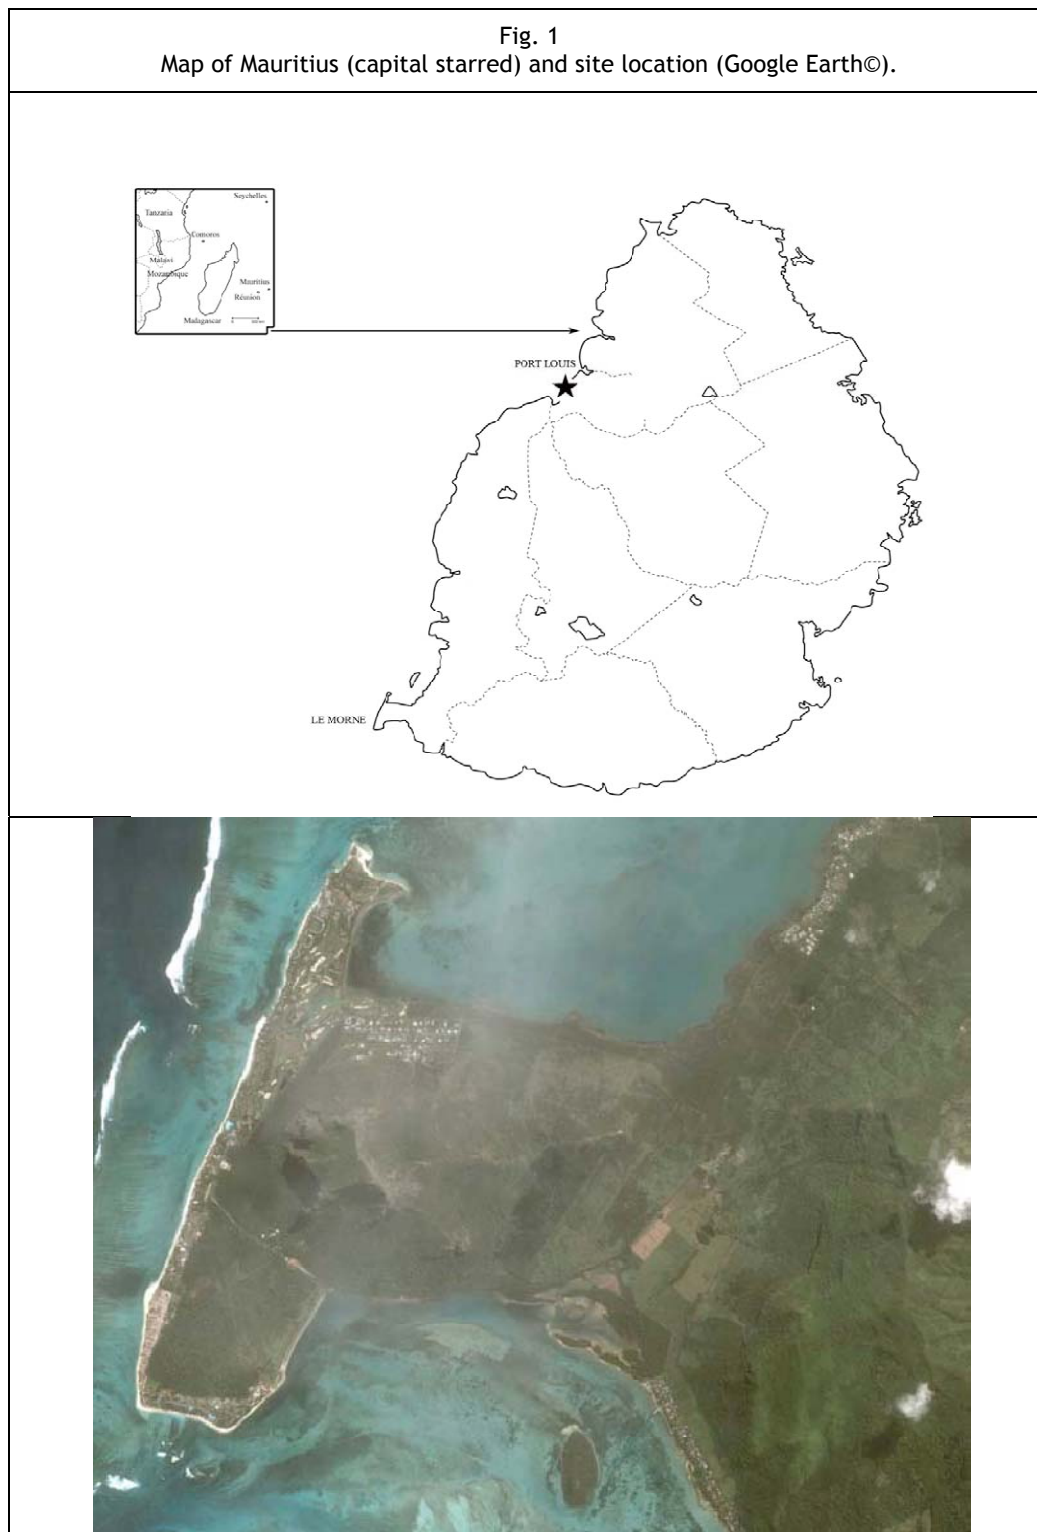 Fig. 1
Map of Mauritius (capital starred) and site location (Google Earth©).
Seychelles
Tanzaria
Comoros
Malawi
Mozambique
Mauritius
Réunion
Madagascar
PORT LOUIS
LE MORNE